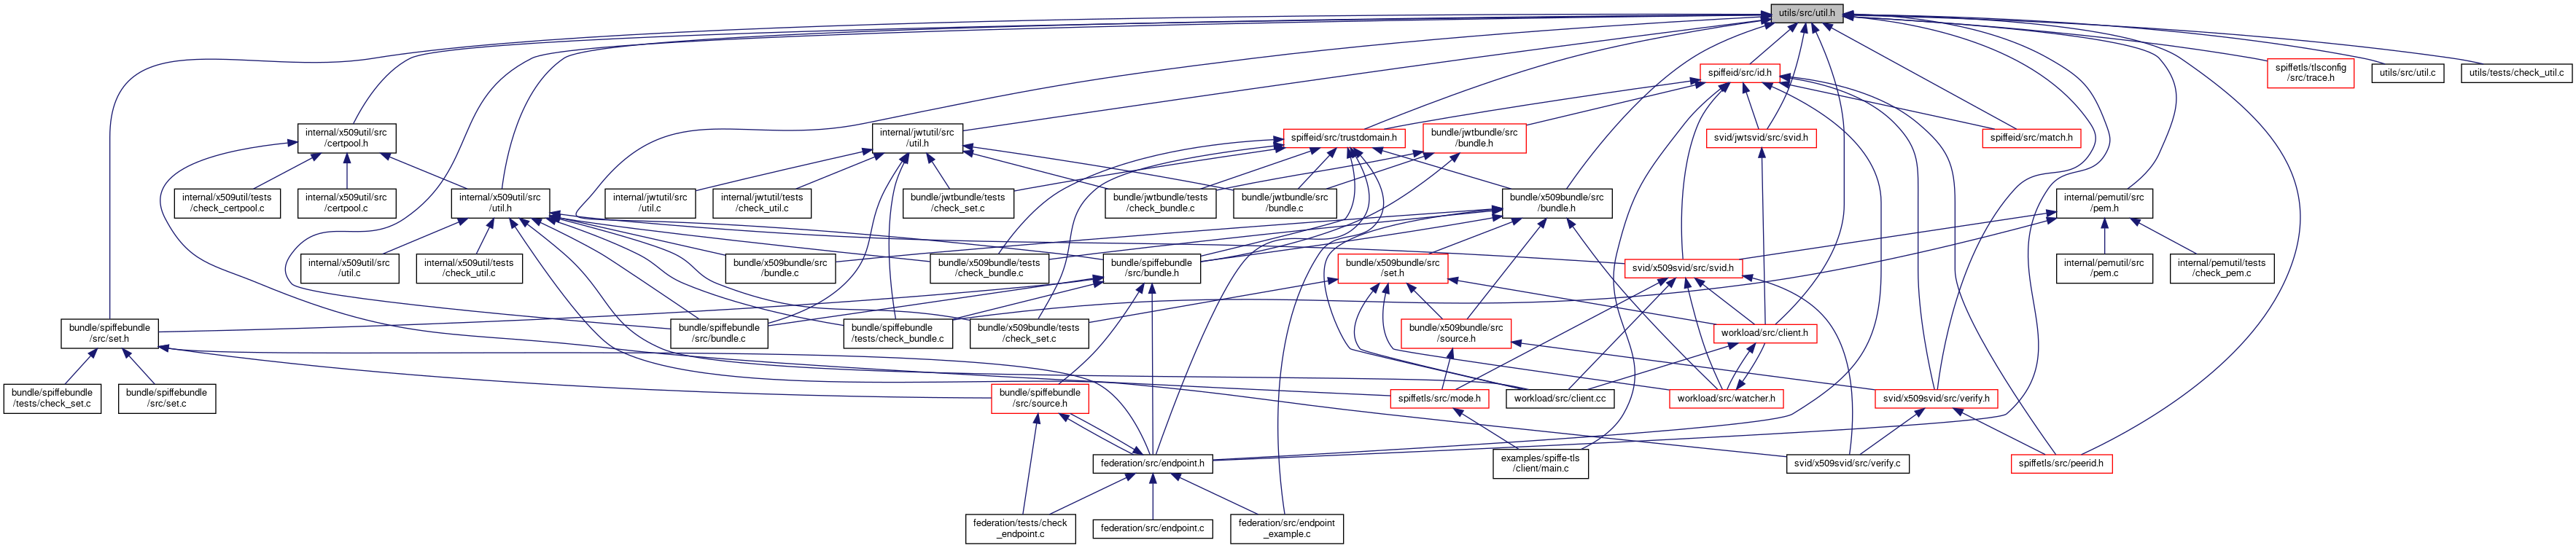 utils/src/util.h
spiffeid/src/id.h
spiffetls/tlsconfig
/src/trace.h
utils/src/util.c
utils/tests/check_util.c
internal/x509util/src
/certpool.h
internal/jwtutil/src
/util.h
spiffeid/src/trustdomain.h
bundle/jwtbundle/src
/bundle.h
svid/jwtsvid/src/svid.h
spiffeid/src/match.h
internal/x509util/tests
/check_certpool.c
internal/x509util/src
/certpool.c
internal/x509util/src
/util.h
internal/jwtutil/src
/util.c
internal/jwtutil/tests
/check_util.c
bundle/jwtbundle/tests
/check_set.c
bundle/jwtbundle/tests
/check_bundle.c
bundle/jwtbundle/src
/bundle.c
bundle/x509bundle/src
/bundle.h
internal/pemutil/src
/pem.h
internal/x509util/src
/util.c
internal/x509util/tests
/check_util.c
bundle/x509bundle/src
/bundle.c
bundle/x509bundle/tests
/check_bundle.c
bundle/spiffebundle
/src/bundle.h
bundle/x509bundle/src
/set.h
svid/x509svid/src/svid.h
internal/pemutil/src
/pem.c
internal/pemutil/tests
/check_pem.c
bundle/spiffebundle
/src/set.h
bundle/spiffebundle
/src/bundle.c
bundle/spiffebundle
/tests/check_bundle.c
bundle/x509bundle/tests
/check_set.c
bundle/x509bundle/src
/source.h
workload/src/client.h
bundle/spiffebundle
/tests/check_set.c
bundle/spiffebundle
/src/set.c
bundle/spiffebundle
/src/source.h
spiffetls/src/mode.h
workload/src/client.cc
workload/src/watcher.h
svid/x509svid/src/verify.h
federation/src/endpoint.h
examples/spiffe-tls
/client/main.c
svid/x509svid/src/verify.c
spiffetls/src/peerid.h
federation/tests/check
_endpoint.c
federation/src/endpoint.c
federation/src/endpoint
_example.c